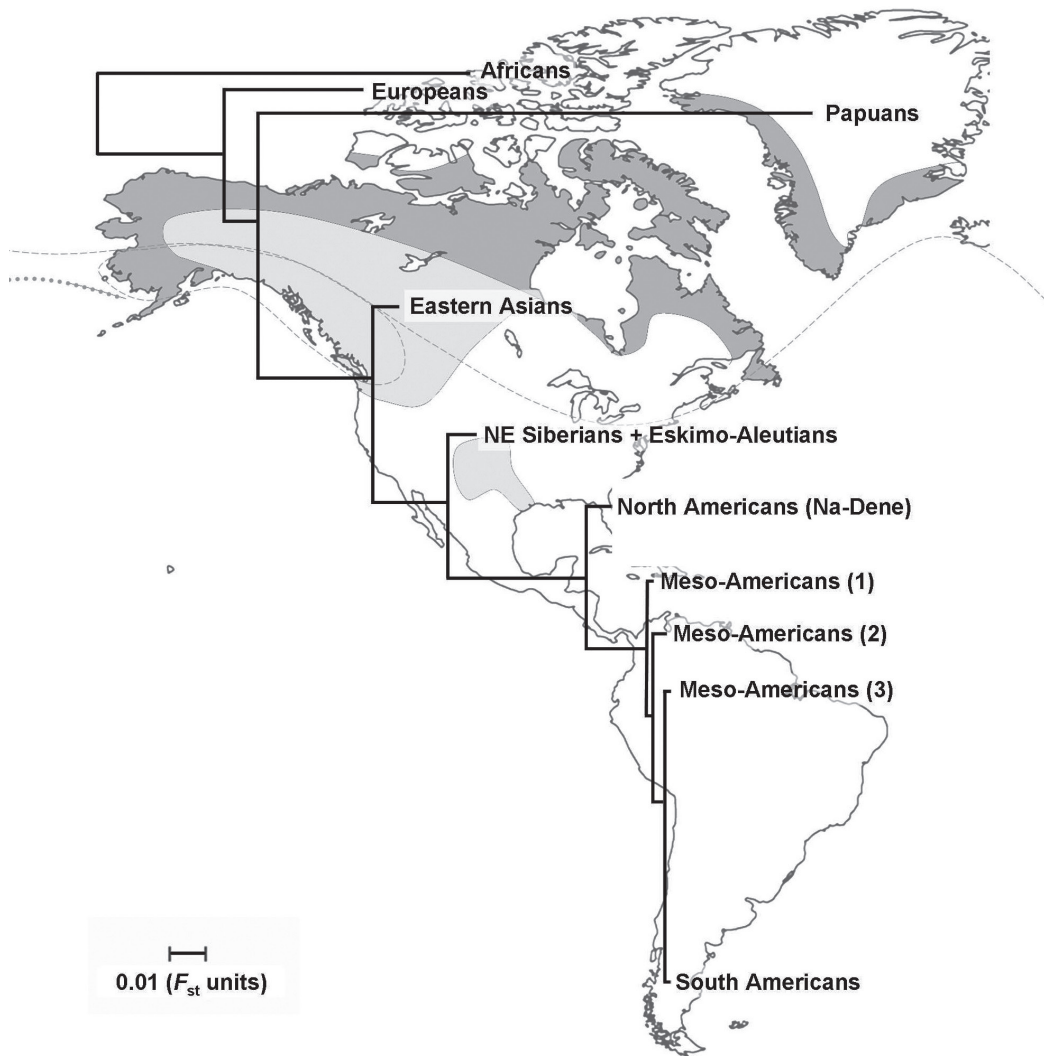 Africans
Europeans
Papuans
Eastern Asians
NE Siberians + Eskimo-Aleutians
North Americans (Na-Dene)
Meso-Americans (1)
Meso-Americans (2)
Meso-Americans (3)
0.01 (Fst units)
South Americans